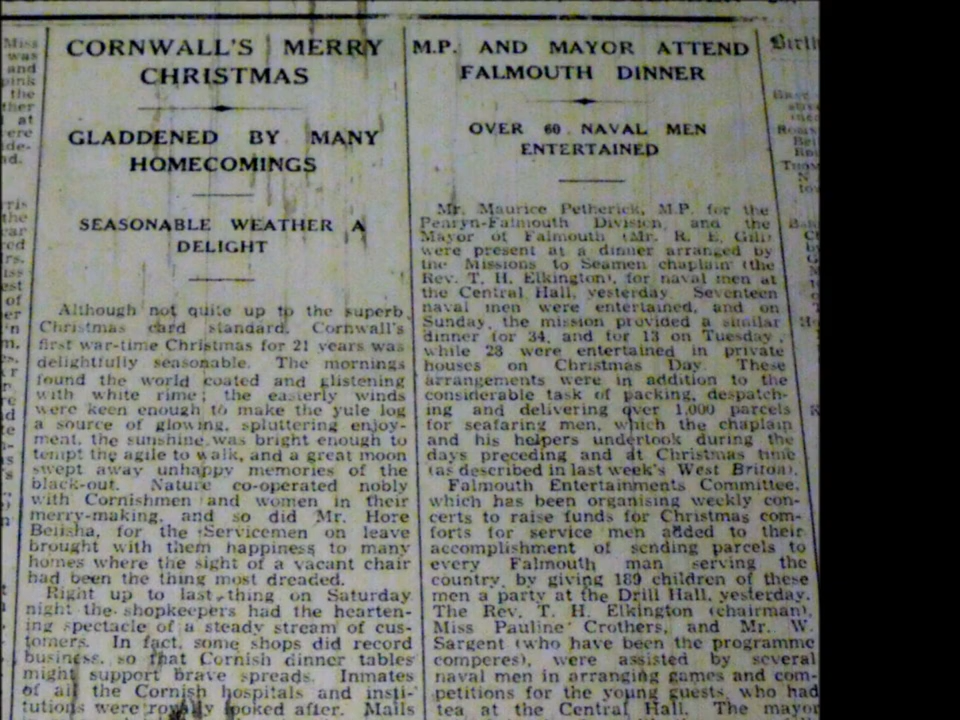 CORNWALL'S MERRY
CHRISTMAS
GLADDENED BY MANY
HOMECOMINGS
SEASONABLE WEATHER A
DELIGHT
Although not quite up to the superb
Christmas card standard, Cornwall's
first war-time Christmas for 21 years was
delightfully seasonable. The mornings
found the world coated and glistening
with white rime; the easterly winds
were keen enough to make the yule log
a source of glowing, spluttering enjoy-
ment, the sunshine was bright enough to
tempt the agile to walk, and a great moon
swept away unhappy memories of the
black-out. Nature co-operated nobly
with Cornishmen and women in their
merry-making, and so did Mr. Hore
Belisha, for the Servicemen on leave
brought with them happiness to many
homes where the sight of a vacant chair
had been the thing most dreaded.
Right up to last thing on Saturday
night the shopkeepers had the hearten-
ing spectacle of a steady stream of cus-
tomers. In fact, some shops did record
business, so that Cornish dinner tables
might support brave spreads. Inmates
of all the Cornish hospitals and insti-
tutions were royally looked after. Mails
M.P. AND MAYOR ATTEND
FALMOUTH DINNER
OVER 60 NAVAL MEN
ENTERTAINED
Mr. Maurice Petherick, M.P. for the
Penryn-Falmouth Division, and the
Mayor of Falmouth (Mr. R. E. Gill)
were present at a dinner arranged by
the Missions to Seamen chaplain (the
Rev. T. H. Elkington), for naval men at
the Central Hall, yesterday. Seventeen
naval men were entertained, and on
Sunday, the mission provided a similar
dinner for 34, and for 13 on Tuesday,
while 28 were entertained in private
houses on Christmas Day. These
arrangements were in addition to the
considerable task of packing, despatch-
ing and delivering over 1,000 parcels
for seafaring men, which the chaplain
and his helpers undertook during the
days preceding and at Christmas time
(as described in last week's West Briton).
Falmouth Entertainments Committee,
which has been organising weekly con-
certs to raise funds for Christmas com-
forts for service men added to their
accomplishment of sending parcels to
every Falmouth man serving the
country, by giving 189 children of these
men a party at the Drill Hall, yesterday.
The Rev. T. H. Elkington (chairman),
Miss Pauline Crothers, and Mr. W.
Sargent (who have been the programme
comperes), were assisted by several
naval men in arranging games and com-
petitions for the young guests, who had
tea at the Central Hall. The mayor